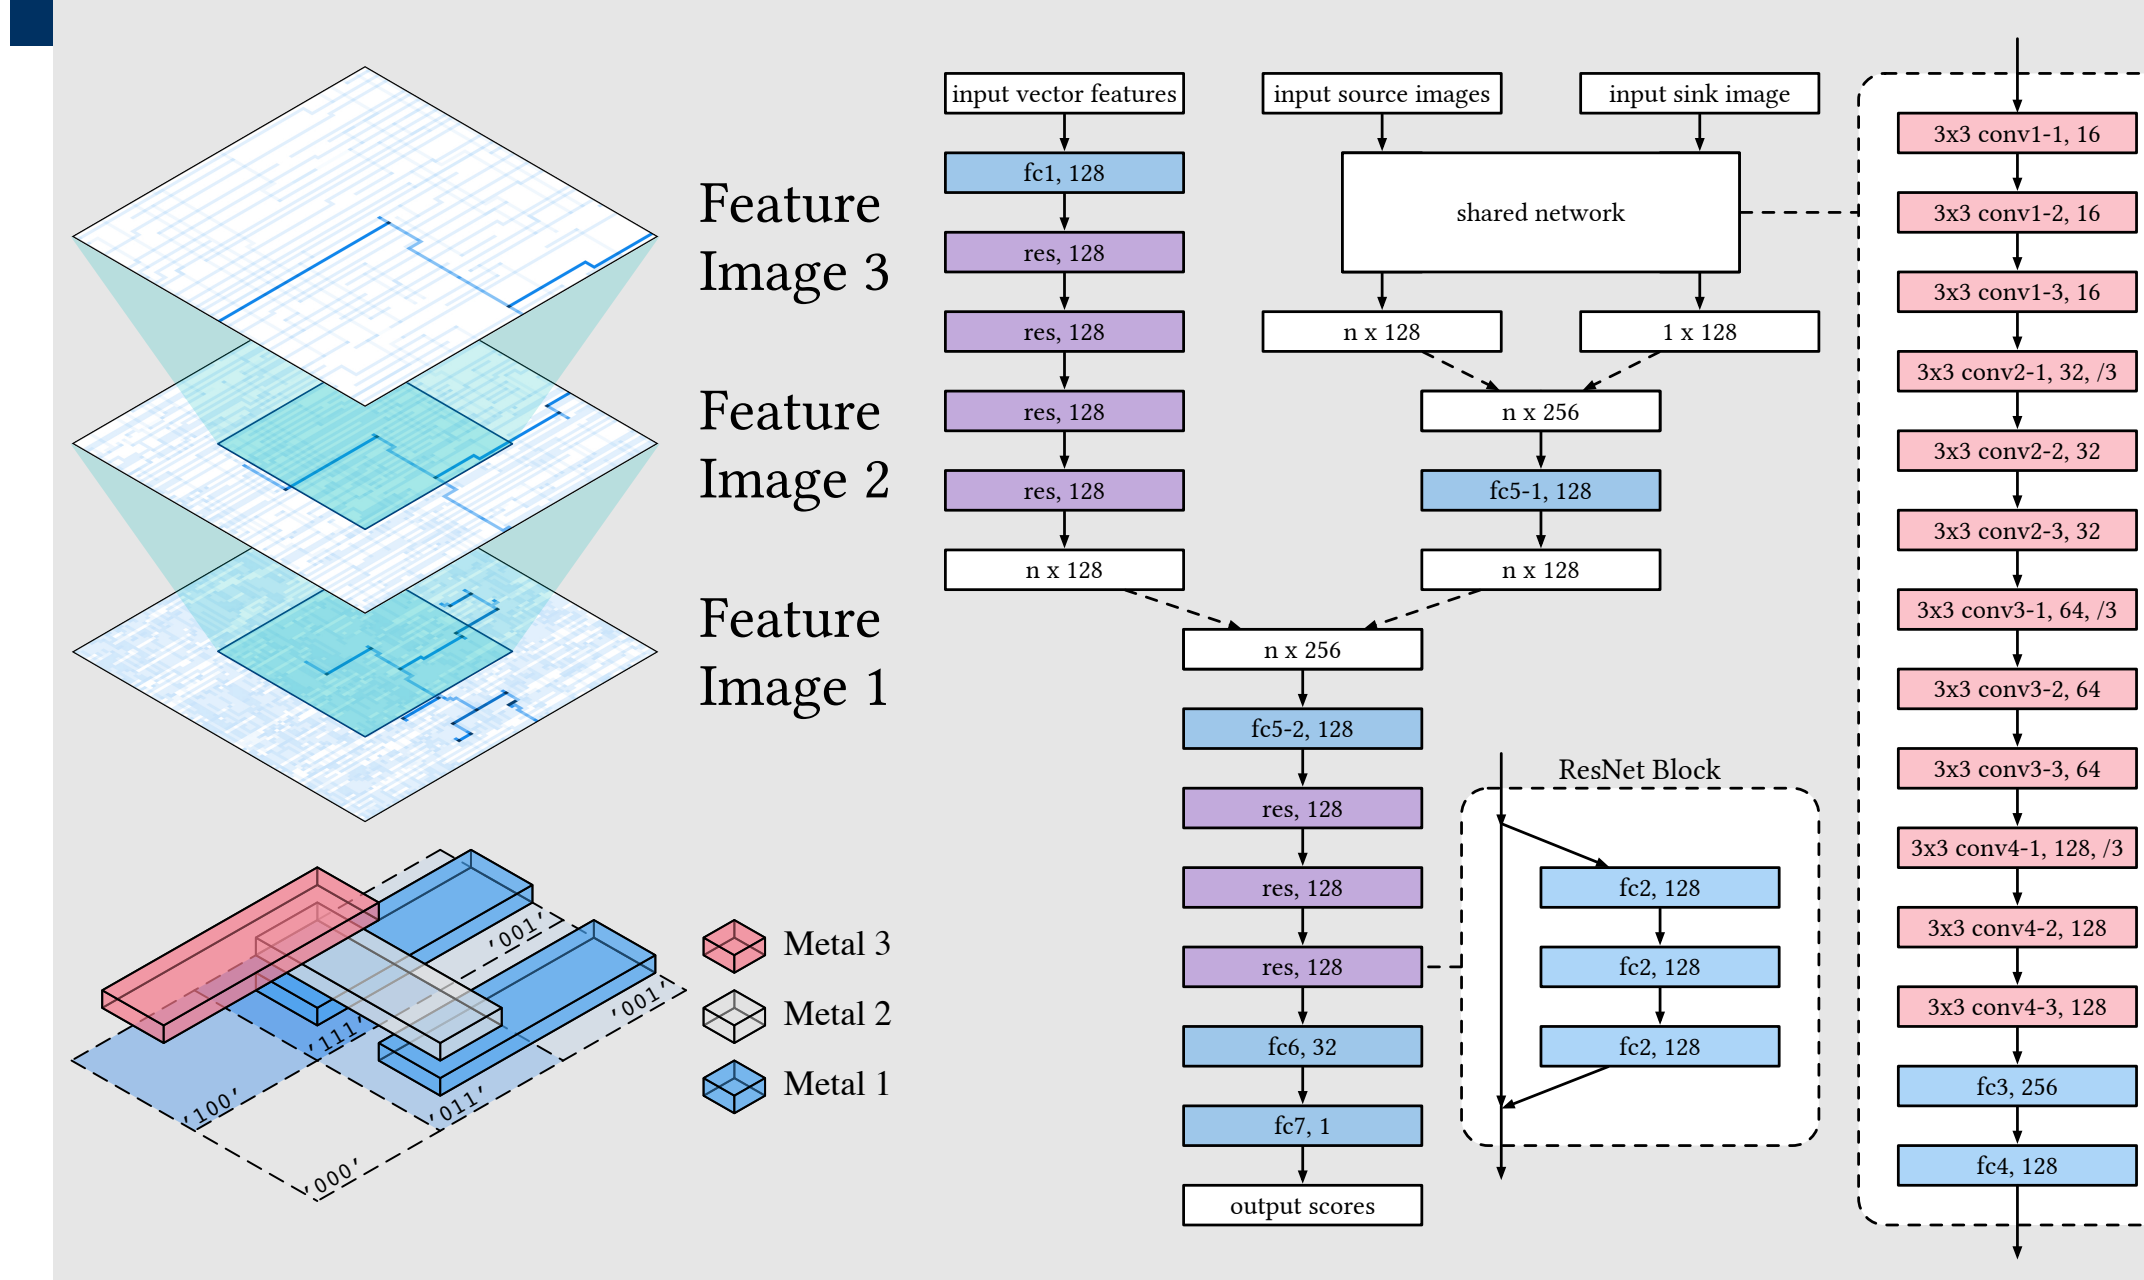 Feature
Image 3
Feature
Image 2
Feature
Image 1
'001'
'001'
'111'
'011'
'100'
'000'
Metal 3
Metal 2
Metal 1
input vector features
fc1, 128
res, 128
res, 128
res, 128
res, 128
n x 128
input source images
input sink image
shared network
n x 128
1 x 128
n x 256
fc5-1, 128
n x 128
n x 256
fc5-2, 128
res, 128
res, 128
res, 128
fc6, 32
fc7, 1
output scores
ResNet Block
fc2, 128
fc2, 128
fc2, 128
3x3 conv1-1, 16
3x3 conv1-2, 16
3x3 conv1-3, 16
3x3 conv2-1, 32, /3
3x3 conv2-2, 32
3x3 conv2-3, 32
3x3 conv3-1, 64, /3
3x3 conv3-2, 64
3x3 conv3-3, 64
3x3 conv4-1, 128, /3
3x3 conv4-2, 128
3x3 conv4-3, 128
fc3, 256
fc4, 128